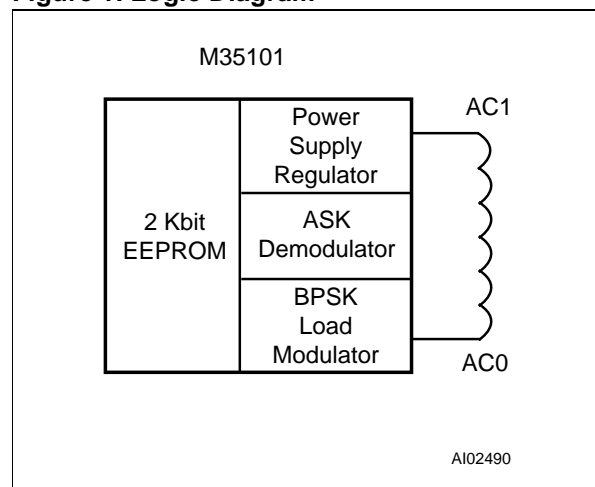 Figure 1. Logic Diagram
M35101
AC1
Power
Supply
Regulator
2 Kbit
EEPROM
ASK
Demodulator
BPSK
Load
Modulator
AC0
AI02490